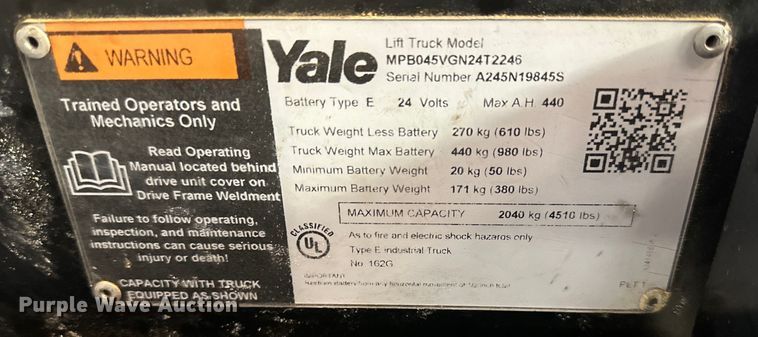 WARNING
Trained Operators and
Mechanics Only
Read Operating
Manual located behind
drive unit cover on
Drive Frame Weldment
Failure to follow operating,
inspection, and maintenance
instructions can cause serious
injury or death!
CAPACITY WITH TRUCK
EQUIPPED AS SHOWN
Yale
Lift Truck Model
MPB045VGN24T2246
Serial Number A245N19845S
Battery Type E 24 Volts Max A.H. 440
Truck Weight Less Battery 270 kg (610 lbs)
Truck Weight Max Battery 440 kg (980 lbs)
Minimum Battery Weight 20 kg (50 lbs)
Maximum Battery Weight 171 kg (380 lbs)
MAXIMUM CAPACITY 2040 kg (4510 lbs)
CLASSIFIED
UL
As to fire and electric shock hazards only
Type E Industrial Truck
No. 162G
IMPORTANT
Purple Wave Auction